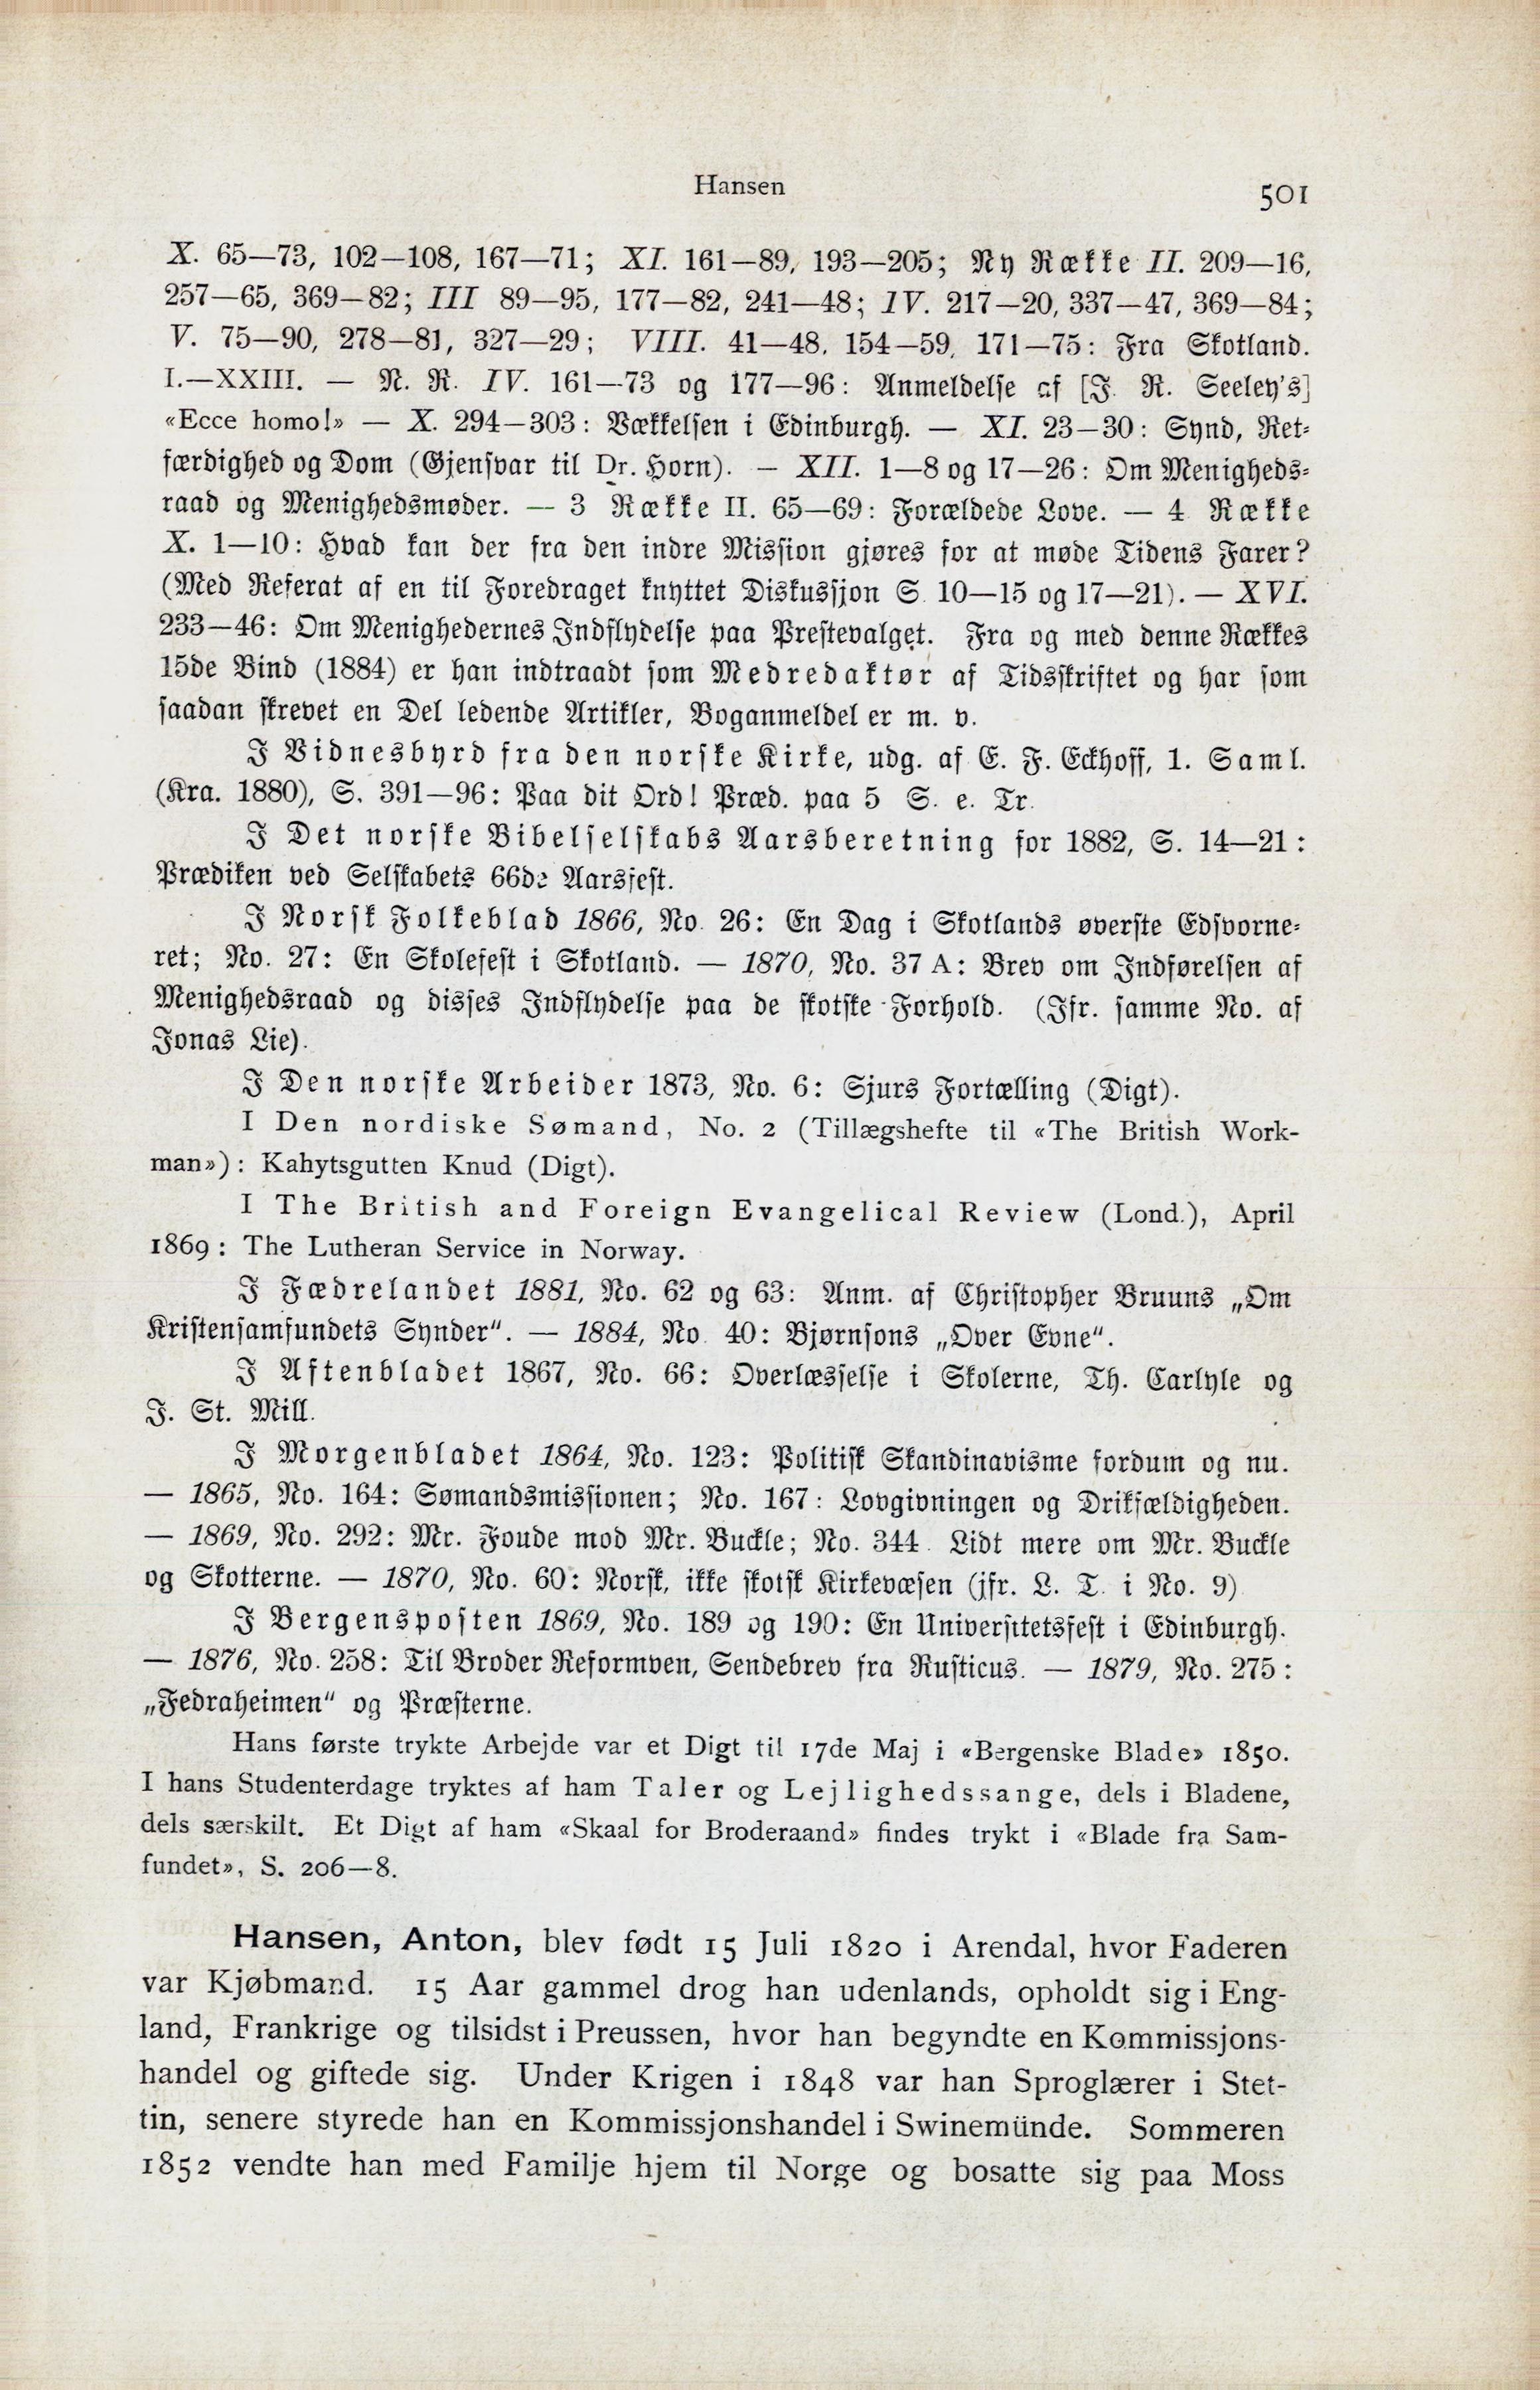 Hansen
501
X. 65—73, 102—108, 167—71; XI. 161—89, 193—205; Ny Række II. 209—16,
257—65, 369—82; III 89—95, 177—82, 241—48; IV. 217—20, 337—47, 369—84;
V. 75—90, 278—81, 327—29; VIII. 41—48, 154—59, 171—75: Fra Skotland.
I.—XXIII. — N. R. IV. 161—73 og 177—96: Anmeldelse af [J. R. Seeley's]
«Ecce homo!» — X. 294—303: Vækkelsen i Edinburgh. — XI. 23—30: Synd, Ret-
færdighed og Dom (Gjensvar til Dr. Horn). — XII. 1—8 og 17—26: Om Menigheds-
raad og Menighedsmøder. — 3 Række II. 65—69: Forældede Love. — 4 Række
X. 1—10: Hvad kan der fra den indre Mission gjøres for at møde Tidens Farer?
(Med Referat af en til Foredraget knyttet Diskussjon S. 10—15 og 17—21). — XVI.
233—46: Om Menighedernes Indflydelse paa Prestevalget. Fra og med denne Rækkes
15de Bind (1884) er han indtraadt som Medredaktør af Tidsskriftet og har som
saadan skrevet en Del ledende Artikler, Boganmeldel er m. v.
I Vidnesbyrd fra den norske Kirke, udg. af E. F. Eckhoff, 1. Saml.
(Kra. 1880), S. 391—96: Paa dit Ord! Præd. paa 5 S. e. Tr.
I Det norske Bibelselskabs Aarsberetning for 1882, S. 14—21:
Prædiken ved Selskabets 66de Aarsfest.
I Norsk Folkeblad 1866, No. 26: En Dag i Skotlands øverste Edsvorne-
ret; No. 27: En Skolefest i Skotland. — 1870, No. 37 A: Brev om Indførelsen af
Menighedsraad og disses Indflydelse paa de skotske Forhold. (Jfr. samme No. af
Jonas Lie).
I Den norske Arbeider 1873, No. 6: Sjurs Fortælling (Digt).
I Den nordiske Sømand, No. 2 (Tillægshefte til «The British Work-
man»): Kahytsgutten Knud (Digt).
I The British and Foreign Evangelical Review (Lond.), April
1869: The Lutheran Service in Norway.
I Fædrelandet 1881, No. 62 og 63: Anm. af Christopher Bruuns „Om
Kristensamfundets Synder“. — 1884, No. 40: Bjørnsons „Over Evne“.
I Aftenbladet 1867, No. 66: Overlæsselse i Skolerne, Th. Carlyle og
J. St. Mill.
I Morgenbladet 1864, No. 123: Politisk Skandinavisme fordum og nu.
— 1865, No. 164: Sømandsmissionen; No. 167: Lovgivningen og Drikfældigheden.
— 1869, No. 292: Mr. Foude mod Mr. Buckle; No. 344. Lidt mere om Mr. Buckle
og Skotterne. — 1870, No. 60: Norsk, ikke skotsk Kirkevæsen (jfr. L. T. i No. 9)
I Bergensposten 1869, No. 189 og 190: En Universitetsfest i Edinburgh.
— 1876, No. 258: Til Broder Reformven, Sendebrev fra Rusticus. — 1879, No. 275:
„Fedraheimen“ og Præsterne.
Hans første trykte Arbejde var et Digt til 17de Maj i «Bergenske Blade» 1850.
I hans Studenterdage tryktes af ham Taler og Lejlighedssange, dels i Bladene,
dels særskilt. Et Digt af ham «Skaal for Broderaand» findes trykt i «Blade fra Sam-
fundet», S. 206—8.
Hansen, Anton, blev født 15 Juli 1820 i Arendal, hvor Faderen
var Kjøbmand. 15 Aar gammel drog han udenlands, opholdt sig i Eng-
land, Frankrige og tilsidst i Preussen, hvor han begyndte en Kommissjons-
handel og giftede sig. Under Krigen i 1848 var han Sproglærer i Stet-
tin, senere styrede han en Kommissjonshandel i Swinemünde. Sommeren
1852 vendte han med Familje hjem til Norge og bosatte sig paa Moss